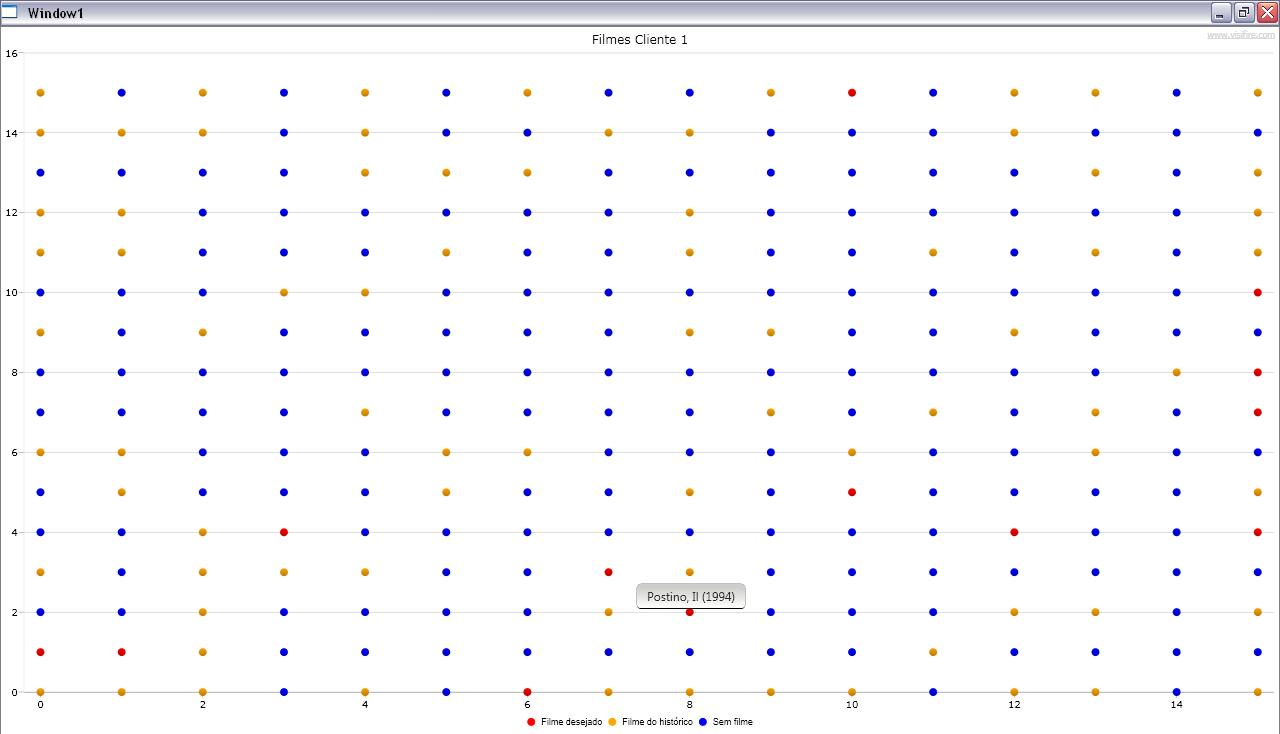 Window1
Filmes Cliente 1
www.visifire.com
16
14
12
10
8
6
4
2
0
Postino, Il (1994)
0 2 4 6 8 10 12 14
Filme desejado Filme do histórico Sem filme